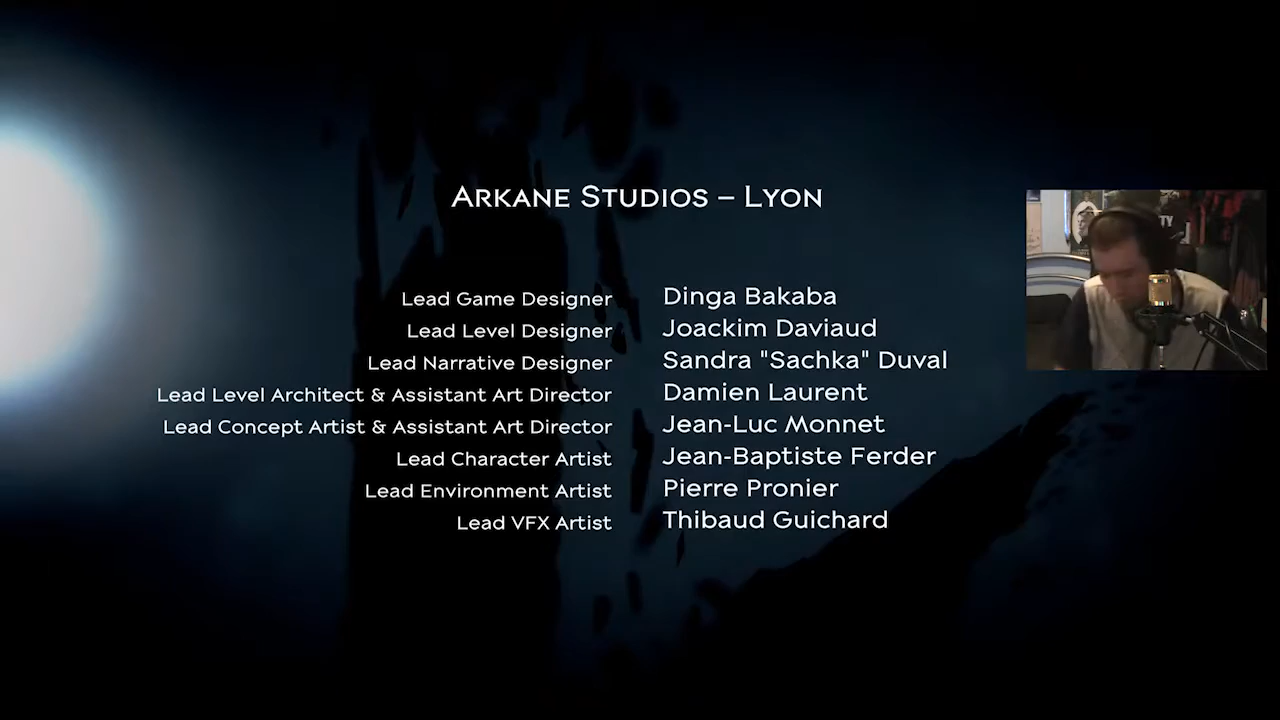 Arkane Studios – Lyon
Lead Game Designer Dinga Bakaba
Lead Level Designer Joackim Daviaud
Lead Narrative Designer Sandra "Sachka" Duval
Lead Level Architect & Assistant Art Director Damien Laurent
Lead Concept Artist & Assistant Art Director Jean-Luc Monnet
Lead Character Artist Jean-Baptiste Ferder
Lead Environment Artist Pierre Pronier
Lead VFX Artist Thibaud Guichard